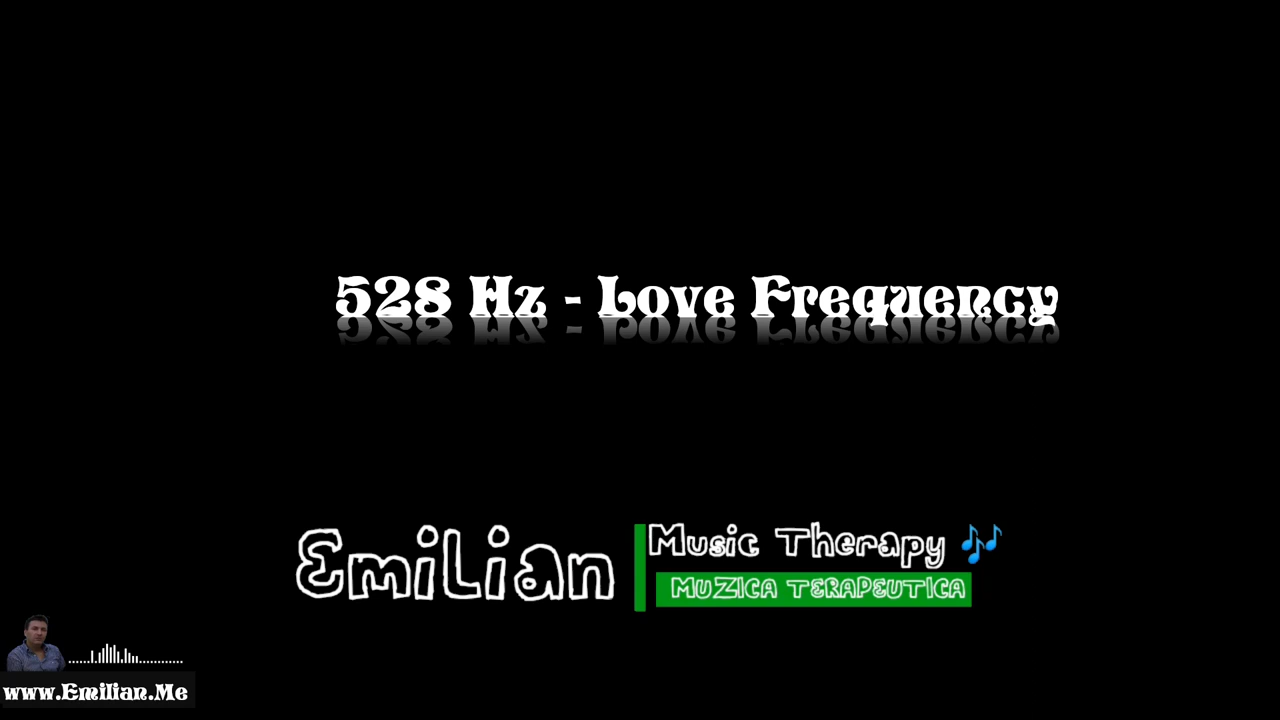 528 Hz - Love Frequency
Emilian
Music Therapy 🎶
MUZICA TERAPEUTICA
www.Emilian.Me